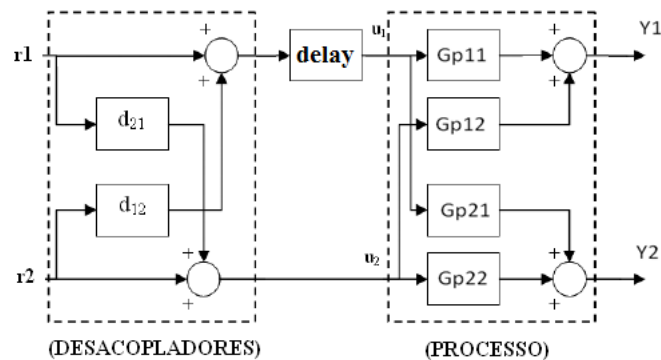 r1
+
+
delay
u1
Gp11
+
+
Y1
d21
Gp12
d12
Gp21
r2
+
+
u2
Gp22
+
+
Y2
(DESACOPLADORES)
(PROCESSO)